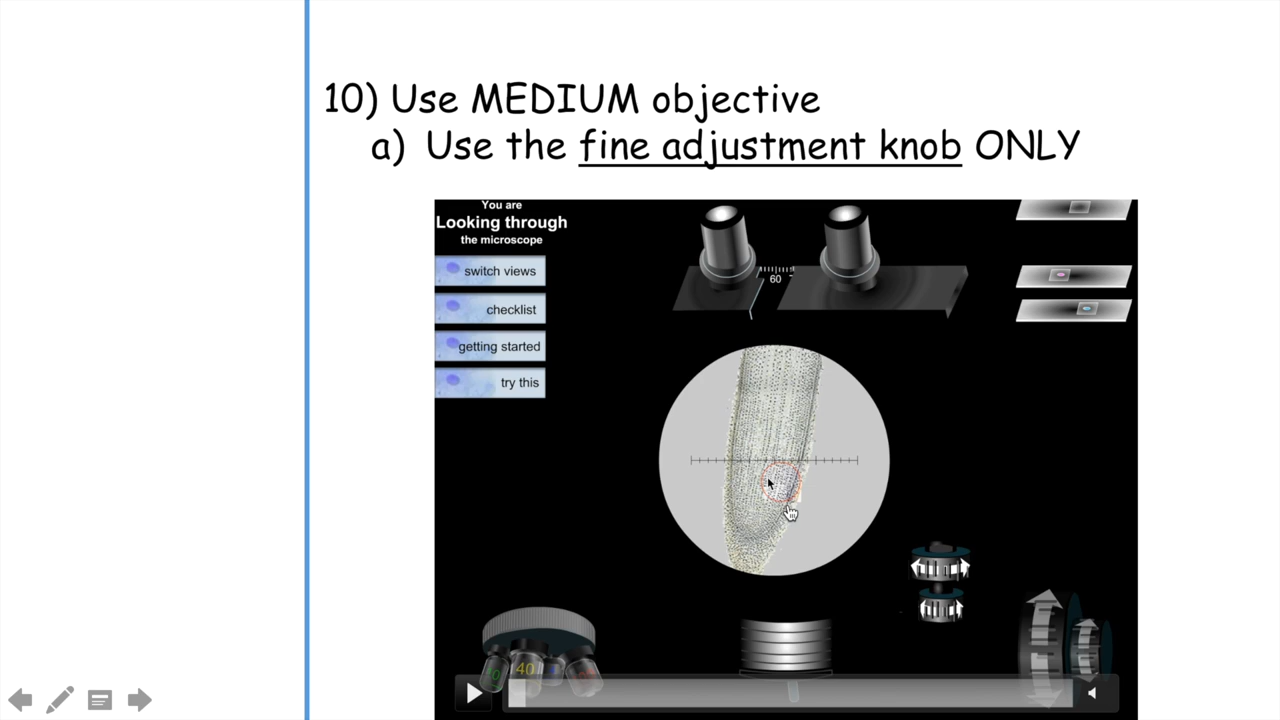 10) Use MEDIUM objective
a) Use the fine adjustment knob ONLY
You are
Looking through
the microscope
switch views
checklist
getting started
try this
60
40